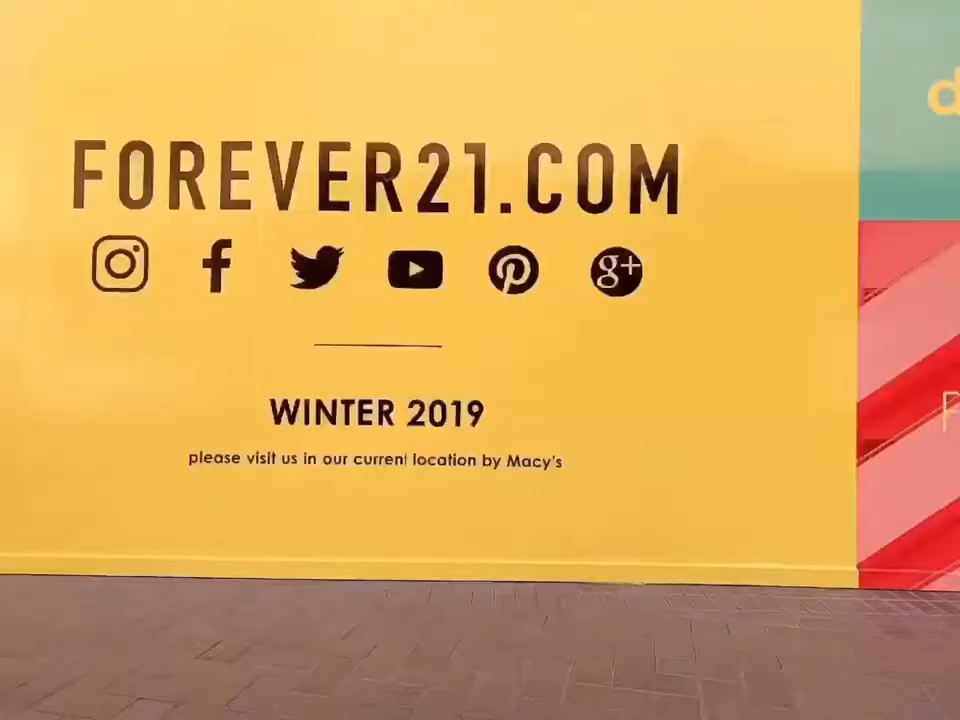 FOREVER21.COM
WINTER 2019
please visit us in our current location by Macy's